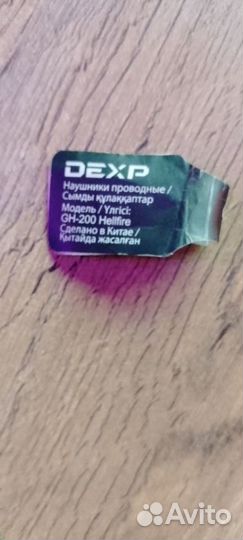 DEXP
Наушники проводные /
Сымды құлаққаптар
Модель / Үлгісі:
GH-200 Hellfire
Сделано в Китае /
Қытайда жасалған
Avito